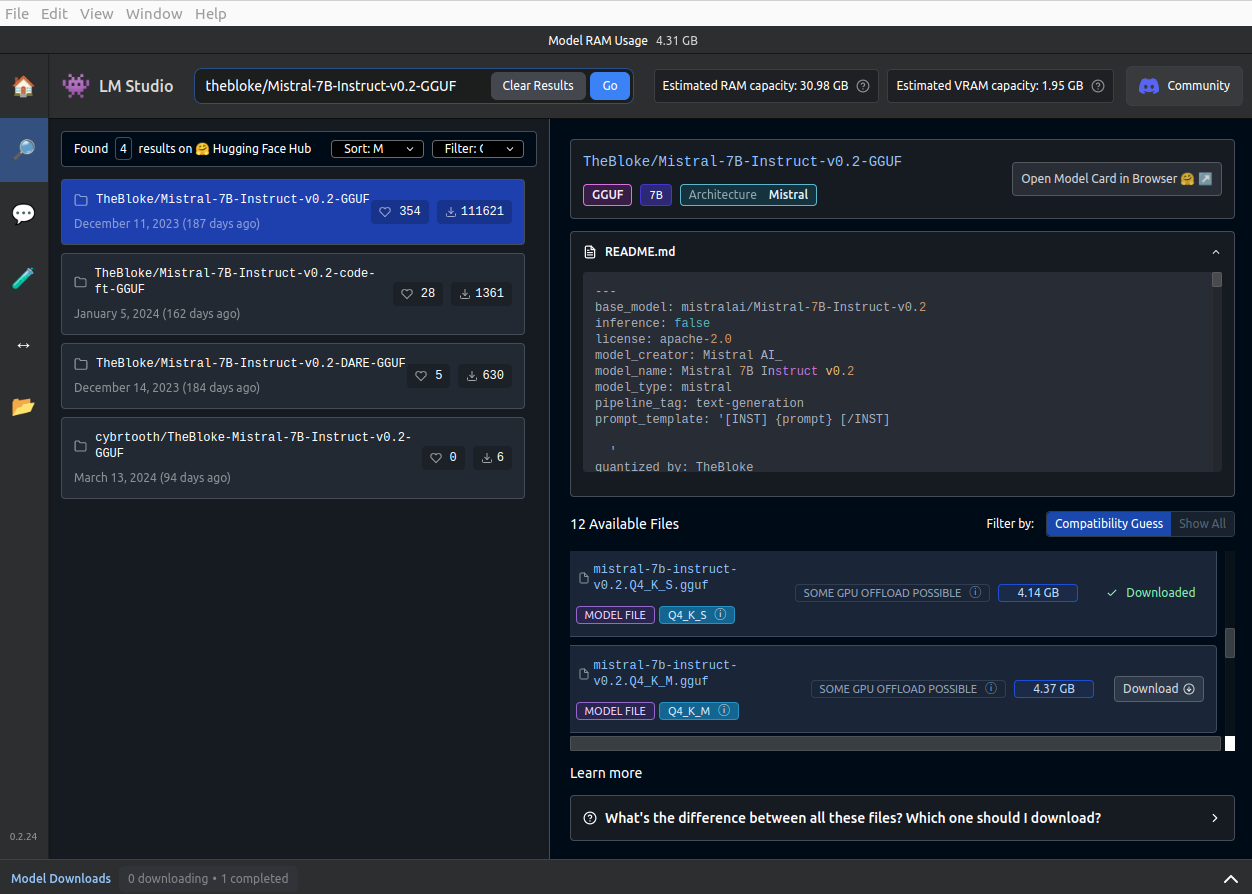 File Edit View Window Help
Model RAM Usage 4.31 GB
LM Studio
thebloke/Mistral-7B-Instruct-v0.2-GGUF
Clear Results
Go
Estimated RAM capacity: 30.98 GB
Estimated VRAM capacity: 1.95 GB
Community
Found 4 results on 🤗 Hugging Face Hub
Sort: M
Filter: (
TheBloke/Mistral-7B-Instruct-v0.2-GGUF
354 111621
December 11, 2023 (187 days ago)
TheBloke/Mistral-7B-Instruct-v0.2-code-
ft-GGUF
28 1361
January 5, 2024 (162 days ago)
TheBloke/Mistral-7B-Instruct-v0.2-DARE-GGUF
5 630
December 14, 2023 (184 days ago)
cybrtooth/TheBloke-Mistral-7B-Instruct-v0.2-
GGUF
0 6
March 13, 2024 (94 days ago)
TheBloke/Mistral-7B-Instruct-v0.2-GGUF
GGUF 7B Architecture Mistral
Open Model Card in Browser 🤗 ↗️
README.md
---
base_model: mistralai/Mistral-7B-Instruct-v0.2
inference: false
license: apache-2.0
model_creator: Mistral AI_
model_name: Mistral 7B Instruct v0.2
model_type: mistral
pipeline_tag: text-generation
prompt_template: '[INST] {prompt} [/INST]
'
quantized by: TheBloke
12 Available Files
Filter by: Compatibility Guess Show All
mistral-7b-instruct-
v0.2.Q4_K_S.gguf
SOME GPU OFFLOAD POSSIBLE 4.14 GB Downloaded
MODEL FILE Q4_K_S
mistral-7b-instruct-
v0.2.Q4_K_M.gguf
SOME GPU OFFLOAD POSSIBLE 4.37 GB Download
MODEL FILE Q4_K_M
Learn more
What's the difference between all these files? Which one should I download?
0.2.24
Model Downloads 0 downloading • 1 completed